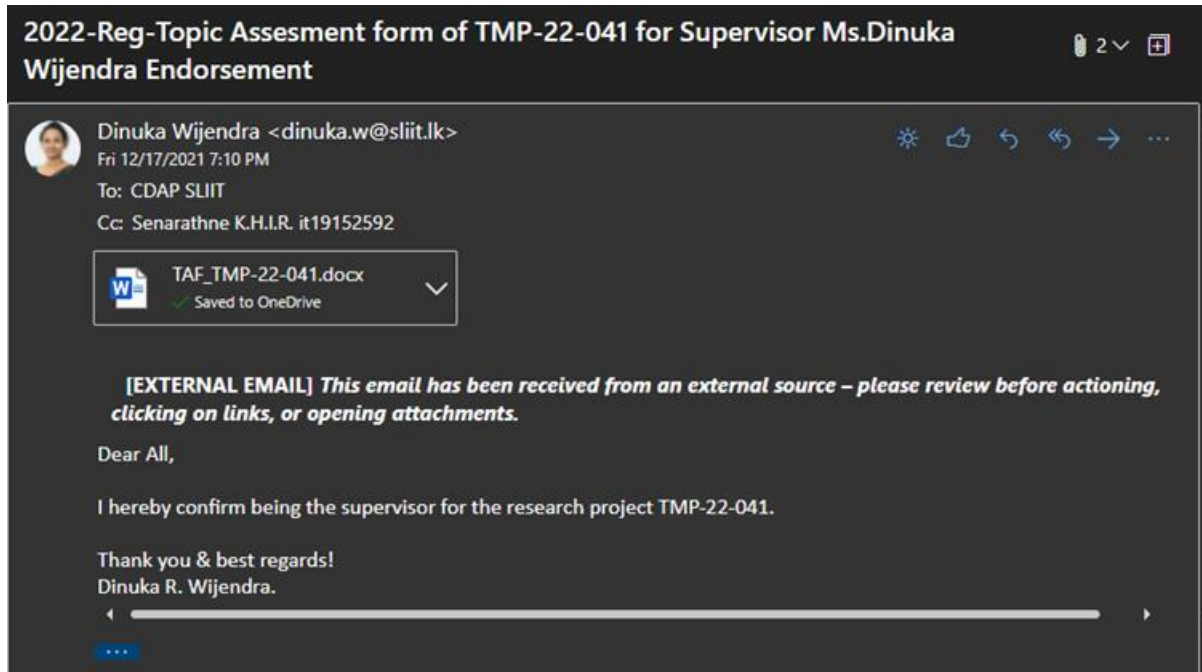 2022-Reg-Topic Assesment form of TMP-22-041 for Supervisor Ms.Dinuka
Wijendra Endorsement
2
Dinuka Wijendra <dinuka.w@sliit.lk>
Fri 12/17/2021 7:10 PM
To: CDAP SLIIT
Cc: Senarathne K.H.I.R. it19152592
W
TAF_TMP-22-041.docx
Saved to OneDrive
[EXTERNAL EMAIL] This email has been received from an external source – please review before actioning,
clicking on links, or opening attachments.
Dear All,
I hereby confirm being the supervisor for the research project TMP-22-041.
Thank you & best regards!
Dinuka R. Wijendra.